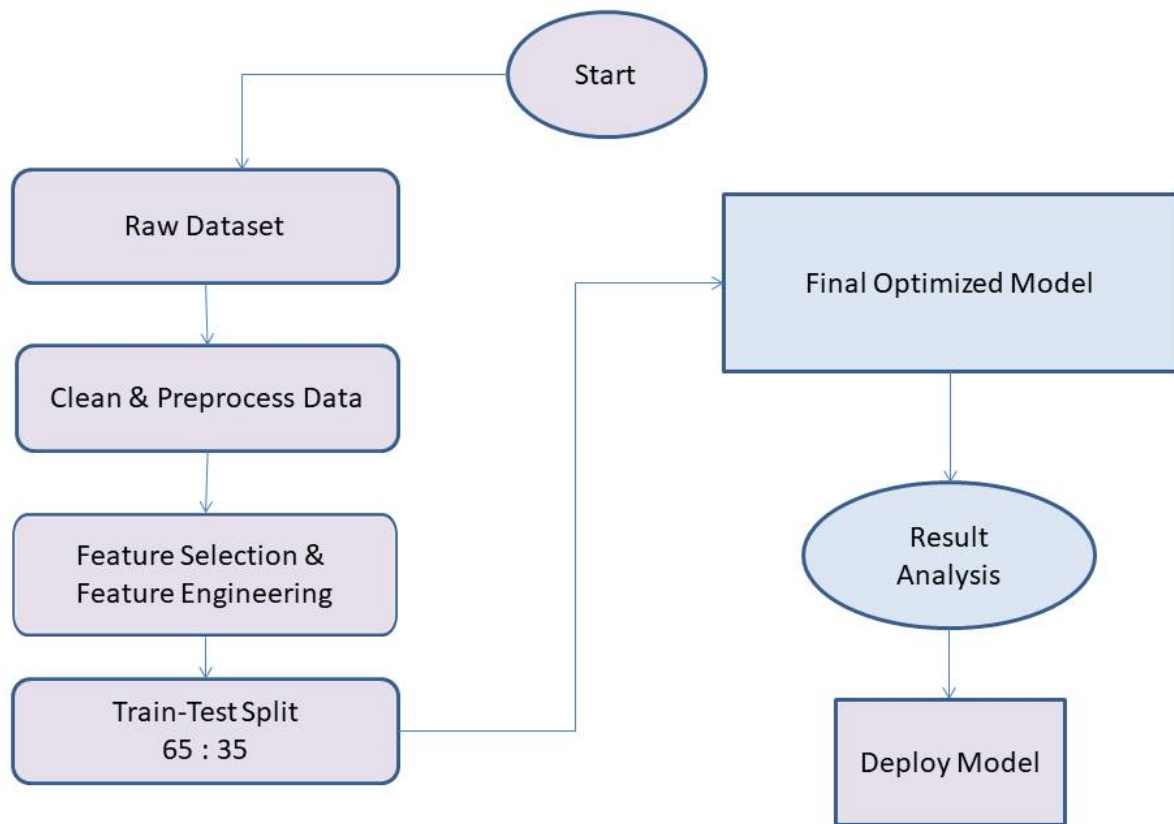 Start
Raw Dataset
Clean & Preprocess Data
Feature Selection &
Feature Engineering
Train-Test Split
65 : 35
Final Optimized Model
Result
Analysis
Deploy Model